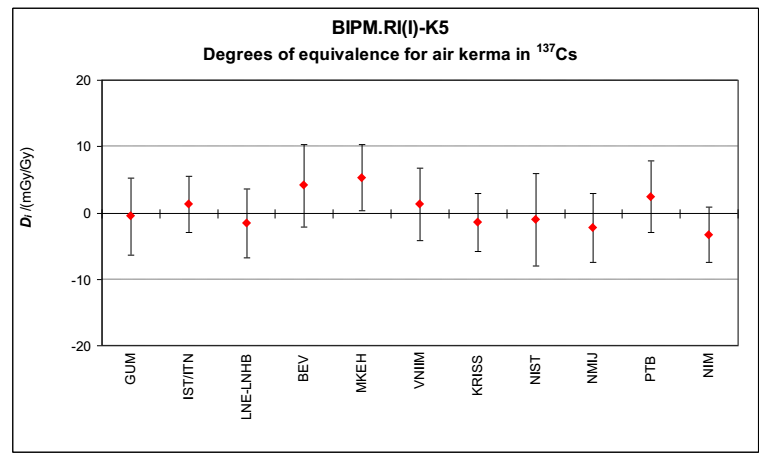 BIPM.RI(I)-K5
Degrees of equivalence for air kerma in ¹³⁷Cs
20
10
0
-10
-20
Dᵢ /(mGy/Gy)
GUM
IST/ITN
LNE-LNHB
BEV
MKEH
VNIIM
KRISS
NIST
NMIJ
PTB
NIM